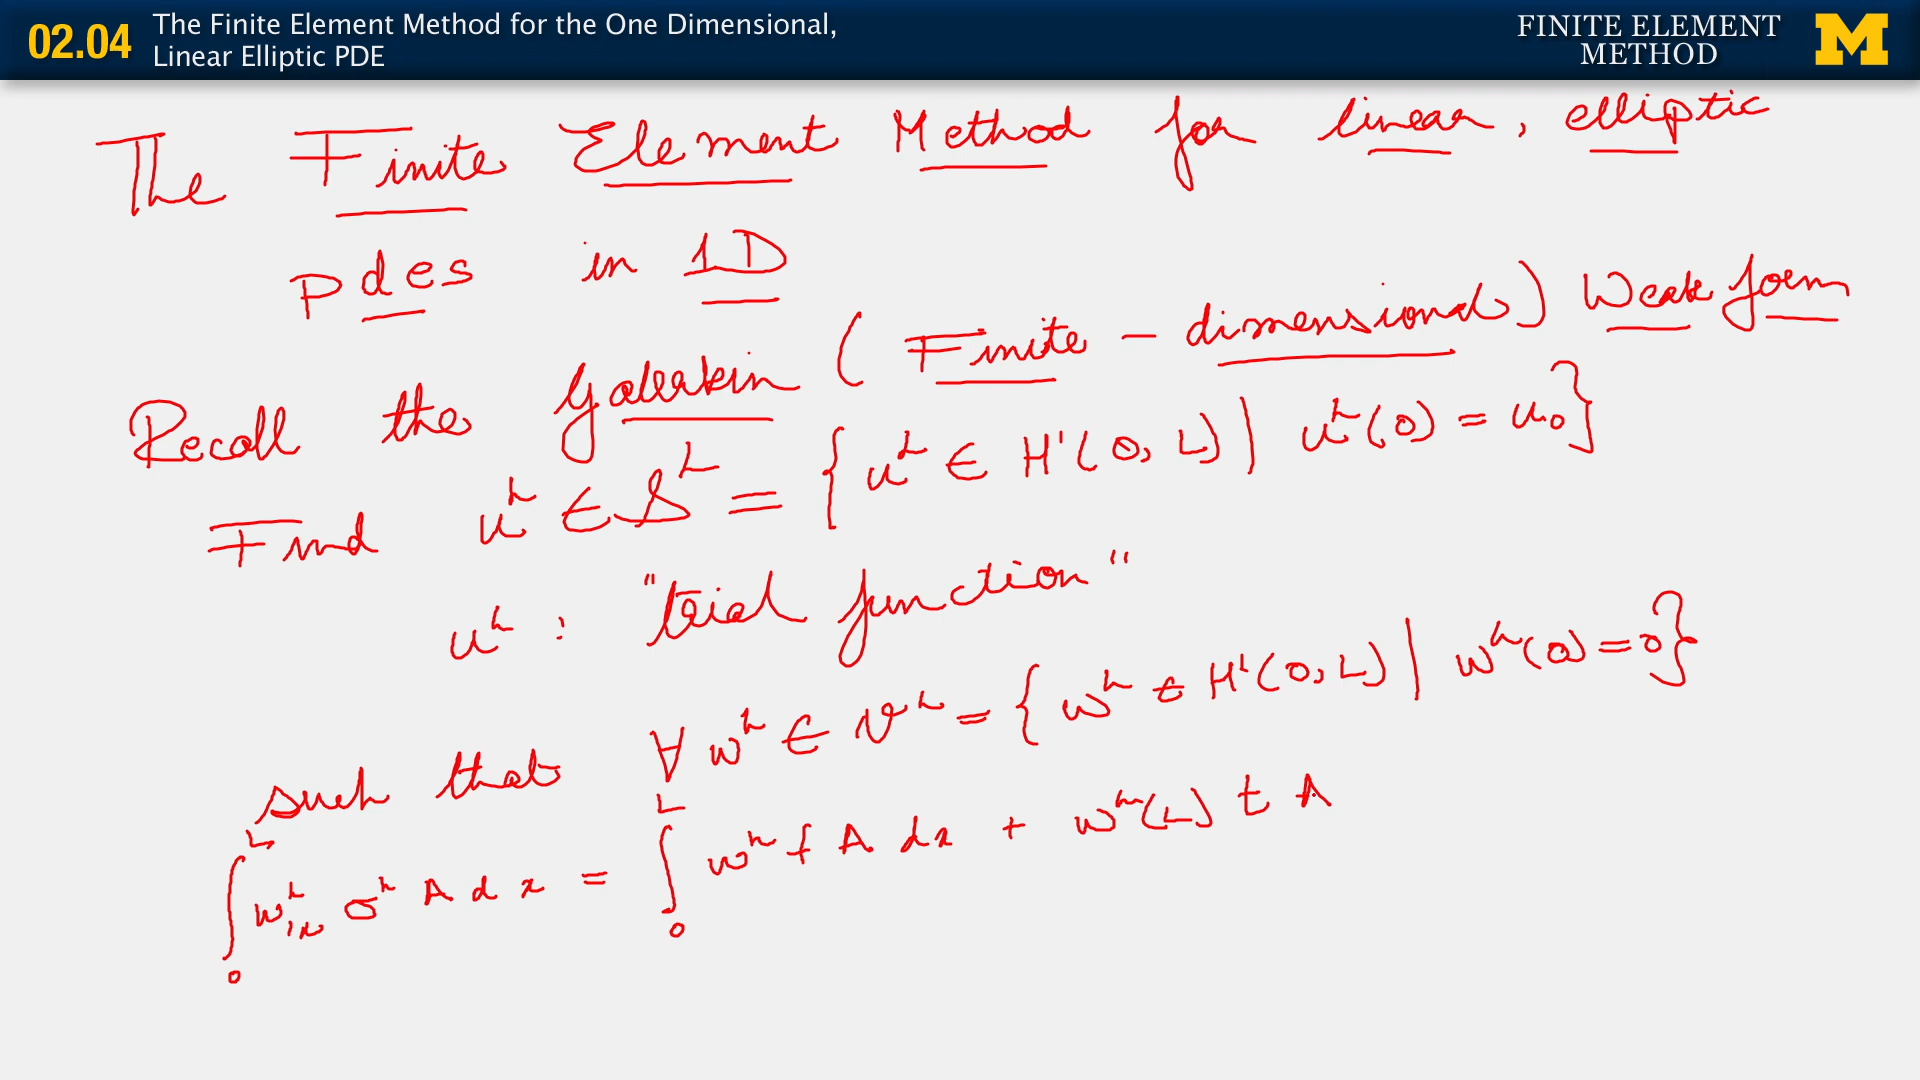 02.04
The Finite Element Method for the One Dimensional,
Linear Elliptic PDE
FINITE ELEMENT
METHOD
M
The Finite Element Method for linear, elliptic
pdes in 1D
Recall the Galerkin (Finite - dimensional) Weak form
Find u^h ∈ S^h = { u^h ∈ H^1(0, L) | u^h(0) = u_0}
u^h : "trial function"
such that ∀ w^h ∈ V^h = { w^h ∈ H^1(0, L) | w^h(0) = 0}
∫_0^L w^h_{,x} σ^h A dx = ∫_0^L w^h f A dx + w^h(L) t A